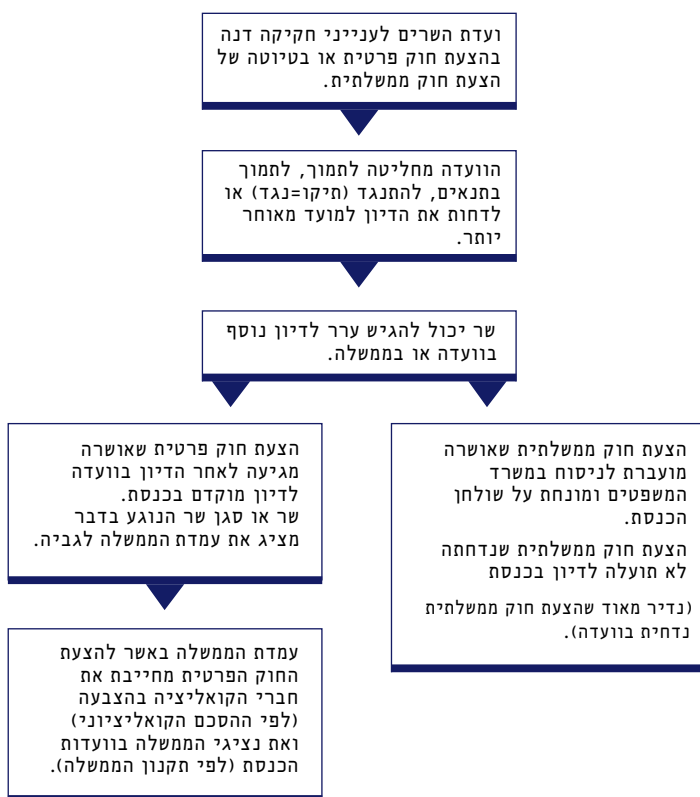 ועדת השרים לענייני חקיקה דנה
בהצעת חוק פרטית או בטיוטה של
הצעת חוק ממשלתית.
הוועדה מחליטה לתמוך, לתמוך
בתנאים, להתנגד (תיקו=נגד) או
לדחות את הדיון למועד מאוחר
יותר.
שר יכול להגיש ערר לדיון נוסף
בוועדה או בממשלה.
הצעת חוק ממשלתית שאושרה
מועברת לניסוח במשרד
המשפטים ומונחת על שולחן
הכנסת.
הצעת חוק ממשלתית שנדחתה
לא תועלה לדיון בכנסת
(נדיר מאוד שהצעת חוק ממשלתית
נדחית בוועדה).
הצעת חוק פרטית שאושרה
מגיעה לאחר הדיון בוועדה
לדיון מוקדם בכנסת.
שר או סגן שר הנוגע בדבר
מציג את עמדת הממשלה לגביה.
עמדת הממשלה באשר להצעת
החוק הפרטית מחייבת את
חברי הקואליציה בהצבעה
(לפי ההסכם הקואליציוני)
ואת נציגי הממשלה בוועדות
הכנסת (לפי תקנון הממשלה).